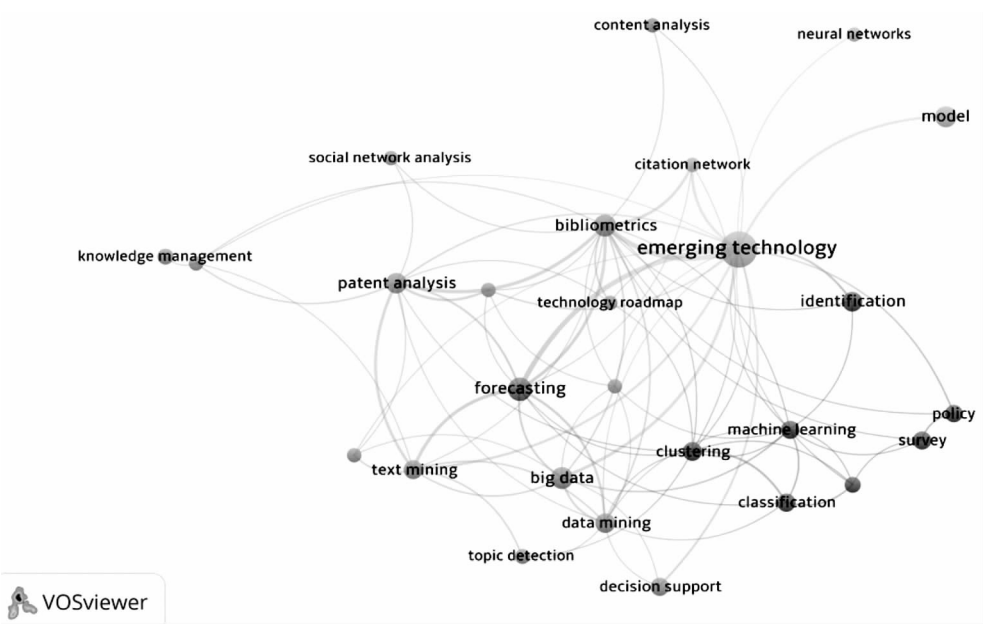 content analysis
neural networks
model
social network analysis
citation network
bibliometrics
emerging technology
knowledge management
patent analysis
technology roadmap
identification
forecasting
policy
machine learning
survey
clustering
text mining
big data
classification
data mining
topic detection
decision support
VOSviewer